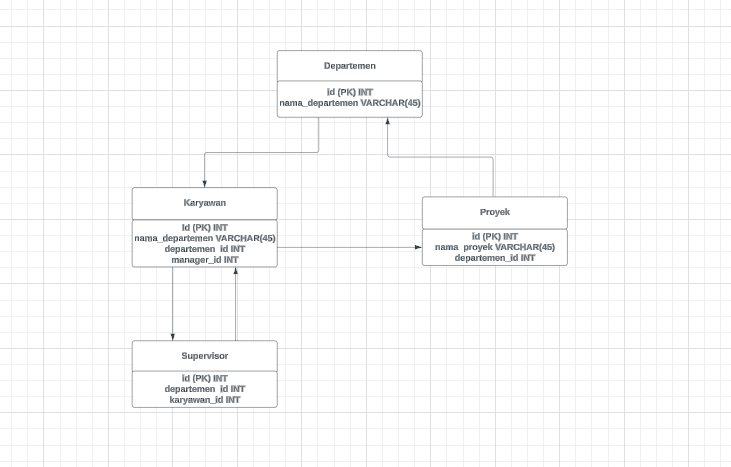 Departemen
id (PK) INT
nama_departemen VARCHAR(45)
Karyawan
id (PK) INT
nama_departemen VARCHAR(45)
departemen_id INT
manager_id INT
Proyek
id (PK) INT
nama_proyek VARCHAR(45)
departemen_id INT
Supervisor
id (PK) INT
departemen_id INT
karyawan_id INT